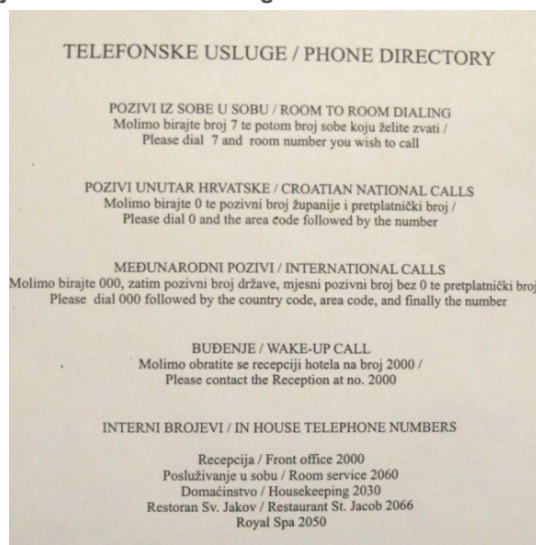 TELEFONSKE USLUGE / PHONE DIRECTORY
POZIVI IZ SOBE U SOBU / ROOM TO ROOM DIALING
Molimo birajte broj 7 te potom broj sobe koju želite zvati /
Please dial 7 and room number you wish to call
POZIVI UNUTAR HRVATSKE / CROATIAN NATIONAL CALLS
Molimo birajte 0 te pozivni broj županije i pretplatnički broj /
Please dial 0 and the area code followed by the number
MEĐUNARODNI POZIVI / INTERNATIONAL CALLS
Molimo birajte 000, zatim pozivni broj države, mjesni pozivni broj bez 0 te pretplatnički broj
Please dial 000 followed by the country code, area code, and finally the number
BUĐENJE / WAKE-UP CALL
Molimo obratite se recepciji hotela na broj 2000 /
Please contact the Reception at no. 2000
INTERNI BROJEVI / IN HOUSE TELEPHONE NUMBERS
Recepcija / Front office 2000
Posluživanje u sobu / Room service 2060
Domaćinstvo / Housekeeping 2030
Restoran Sv. Jakov / Restaurant St. Jacob 2066
Royal Spa 2050